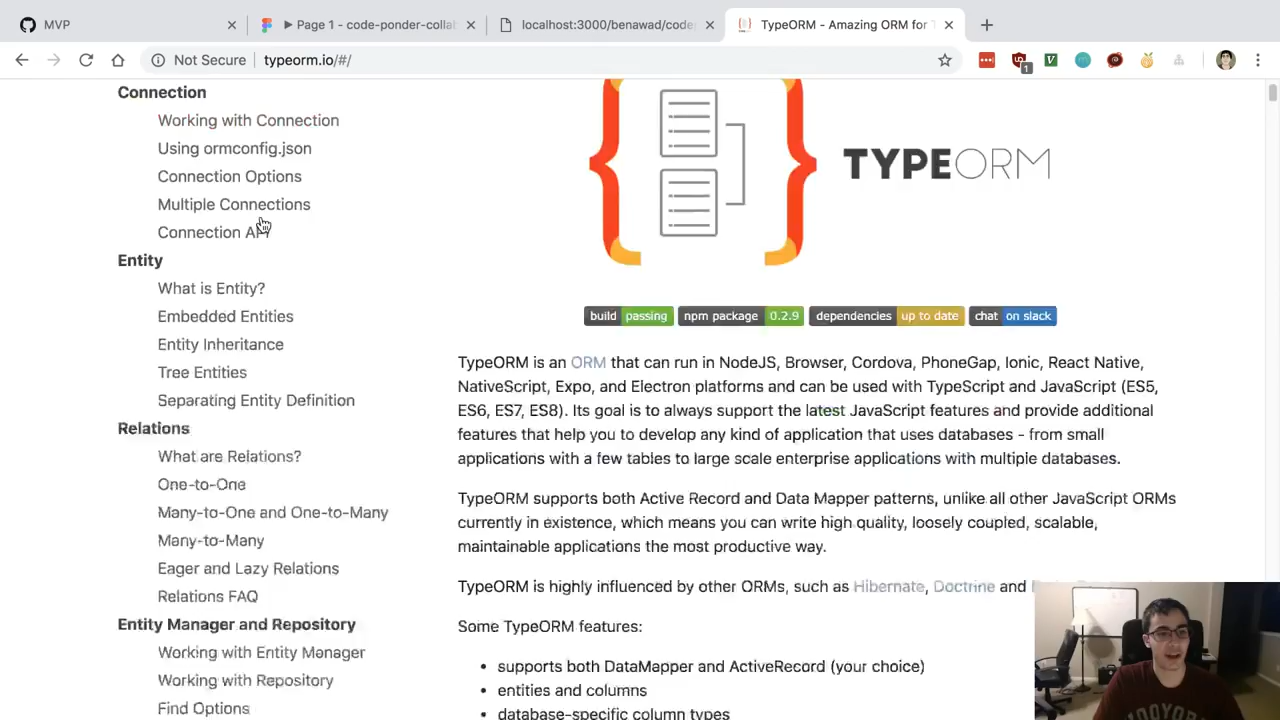 MVP
▶ Page 1 - code-ponder-collab
localhost:3000/benawad/code
TypeORM - Amazing ORM for T
Not Secure
typeorm.io/#/
1
Connection
Working with Connection
Using ormconfig.json
Connection Options
Multiple Connections
Connection API
Entity
What is Entity?
Embedded Entities
Entity Inheritance
Tree Entities
Separating Entity Definition
Relations
What are Relations?
One-to-One
Many-to-One and One-to-Many
Many-to-Many
Eager and Lazy Relations
Relations FAQ
Entity Manager and Repository
Working with Entity Manager
Working with Repository
Find Options
TYPEORM
build passing npm package 0.2.9 dependencies up to date chat on slack
TypeORM is an ORM that can run in NodeJS, Browser, Cordova, PhoneGap, Ionic, React Native,
NativeScript, Expo, and Electron platforms and can be used with TypeScript and JavaScript (ES5,
ES6, ES7, ES8). Its goal is to always support the latest JavaScript features and provide additional
features that help you to develop any kind of application that uses databases - from small
applications with a few tables to large scale enterprise applications with multiple databases.
TypeORM supports both Active Record and Data Mapper patterns, unlike all other JavaScript ORMs
currently in existence, which means you can write high quality, loosely coupled, scalable,
maintainable applications the most productive way.
TypeORM is highly influenced by other ORMs, such as Hibernate, Doctrine and
Some TypeORM features:
• supports both DataMapper and ActiveRecord (your choice)
• entities and columns
• database-specific column types